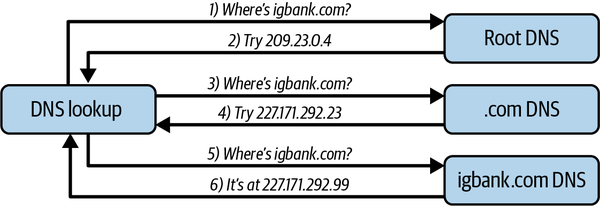 1) Where's igbank.com?
2) Try 209.23.0.4
Root DNS
DNS lookup
3) Where's igbank.com?
4) Try 227.171.292.23
.com DNS
5) Where's igbank.com?
6) It's at 227.171.292.99
igbank.com DNS